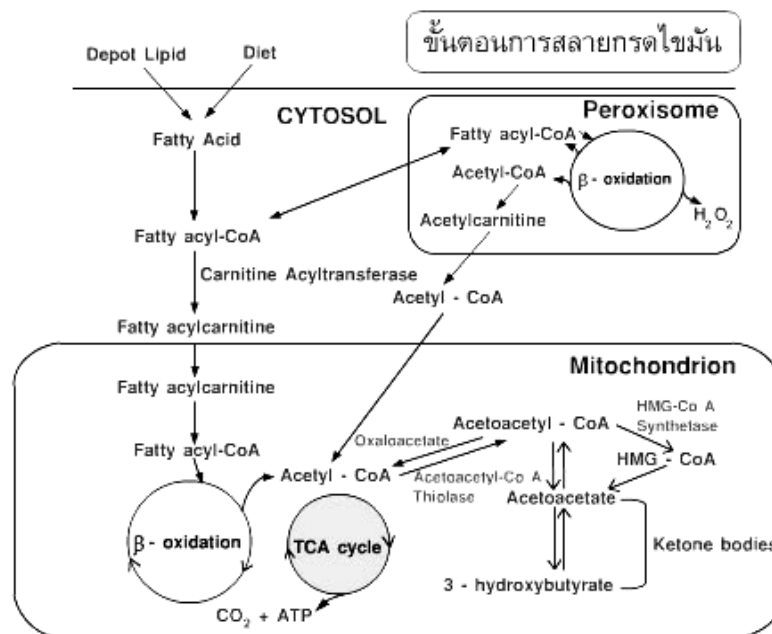 ขั้นตอนการสลายกรดไขมัน
Depot Lipid
Diet
CYTOSOL
Peroxisome
Fatty Acid
Fatty acyl-CoA
β- oxidation
Acetyl-CoA
H2O2
Acetylcarnitine
Fatty acyl-CoA
Carnitine Acyltransferase
Acetyl - CoA
Fatty acylcarnitine
Mitochondrion
Fatty acylcarnitine
Acetoacetyl - CoA
HMG-Co A
Synthetase
Oxaloacetate
Fatty acyl-CoA
HMG - CoA
Acetyl - CoA
Acetoacetyl-Co A
Thiolase
Acetoacetate
β- oxidation
TCA cycle
Ketone bodies
3 - hydroxybutyrate
CO2 + ATP